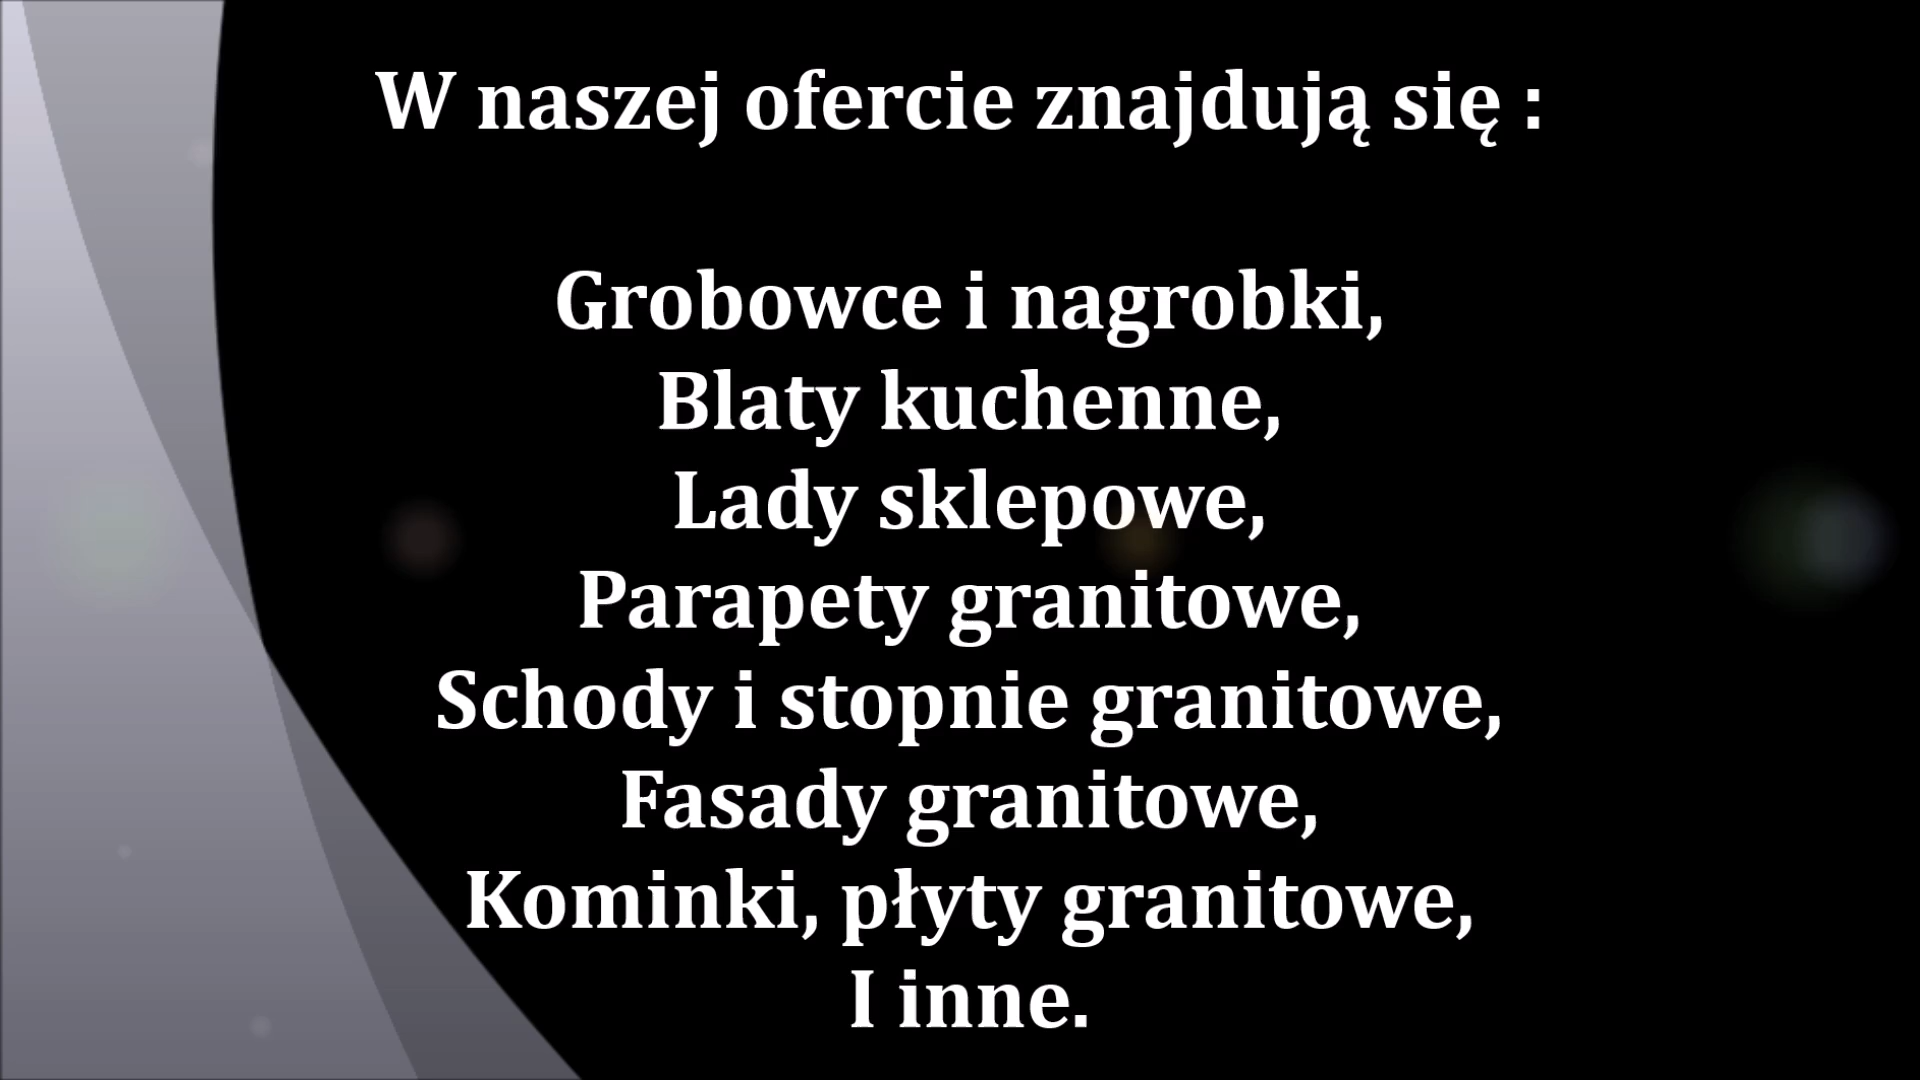 W naszej ofercie znajdują się :
Grobowce i nagrobki,
Blaty kuchenne,
Lady sklepowe,
Parapety granitowe,
Schody i stopnie granitowe,
Fasady granitowe,
Kominki, płyty granitowe,
I inne.